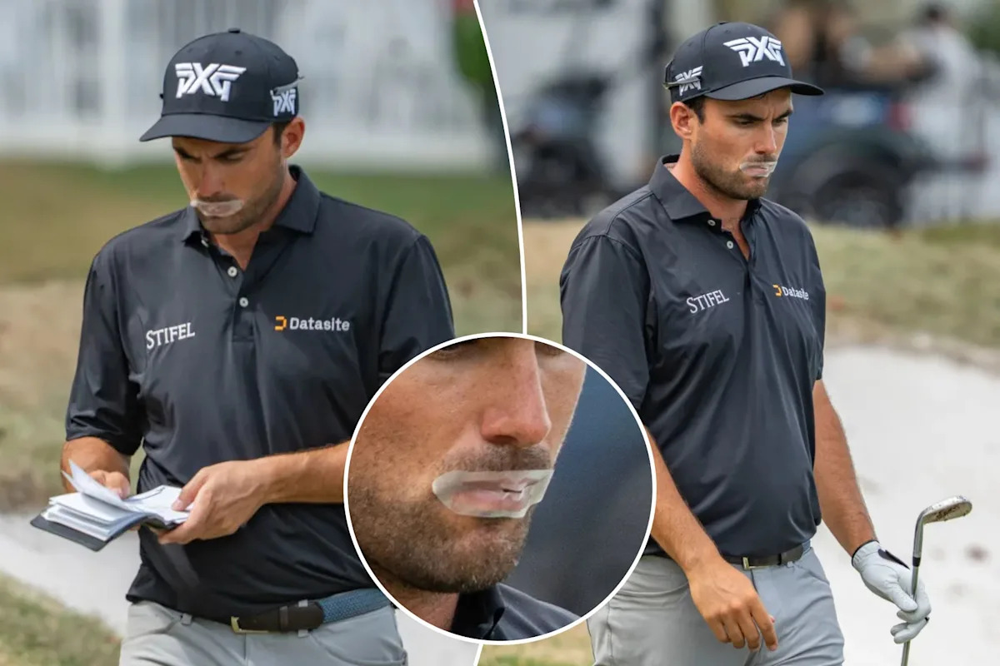 PXG
PXG
STIFEL
Datasite
PXG
PXG
STIFEL
Datasite